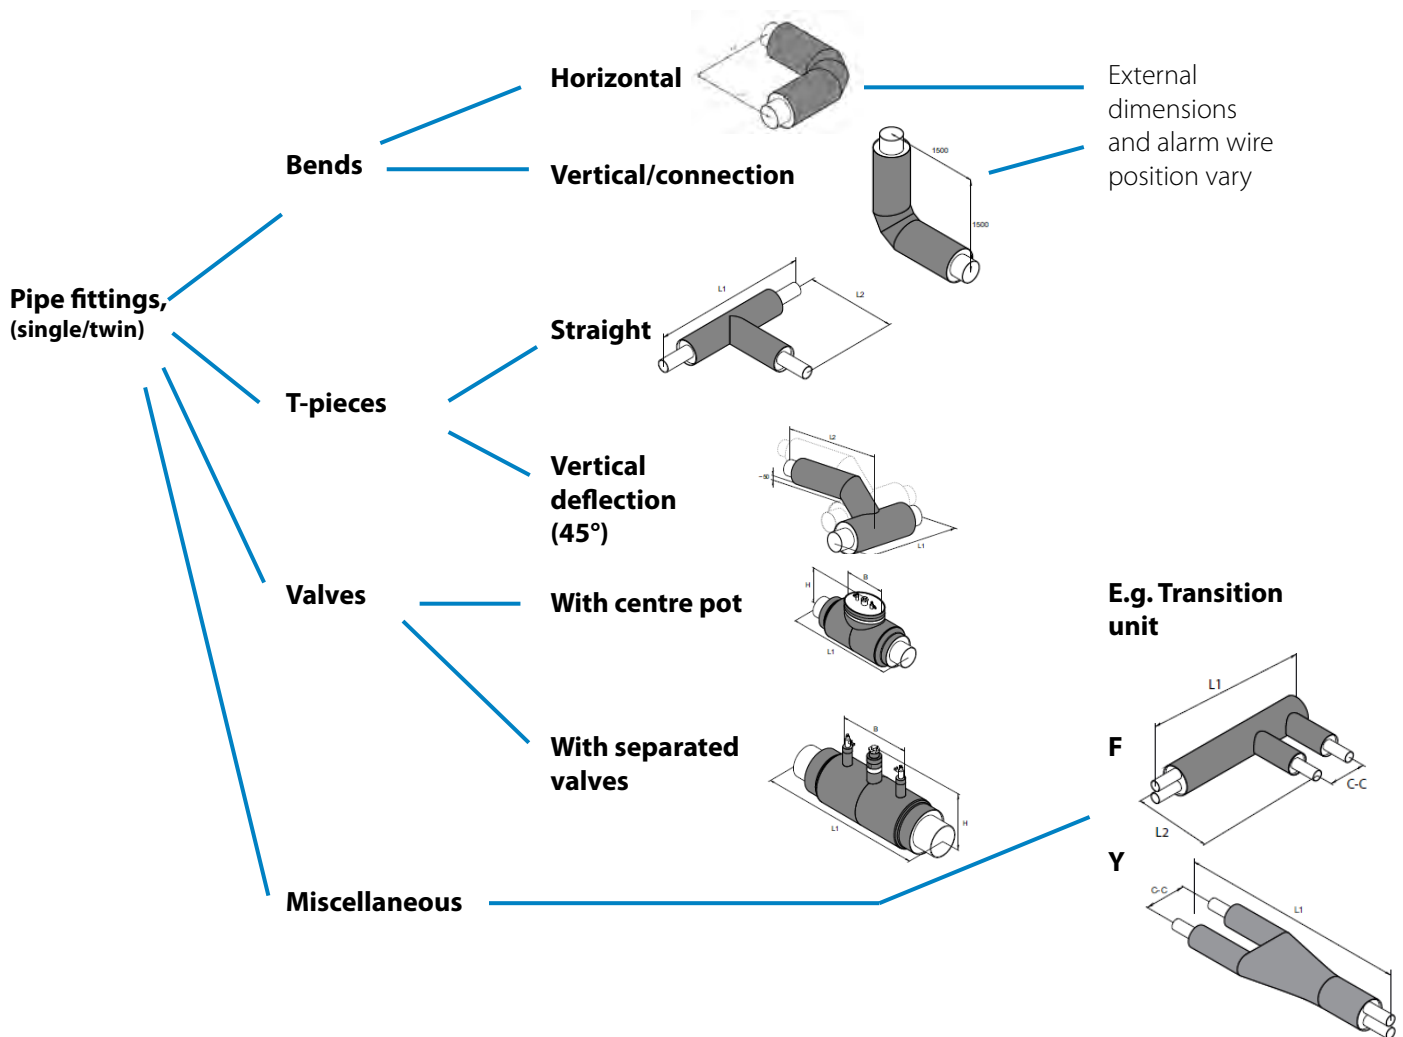 Horizontal
External
dimensions
and alarm wire
position vary
Bends
Vertical/connection
1500
1500
Pipe fittings,
(single/twin)
Straight
L1
L2
T-pieces
Vertical
deflection
(45°)
L2
~50
L1
Valves
With centre pot
H
B
L1
E.g. Transition
unit
With separated
valves
B
H
L1
F
L1
C-C
L2
Y
C-C
L1
Miscellaneous